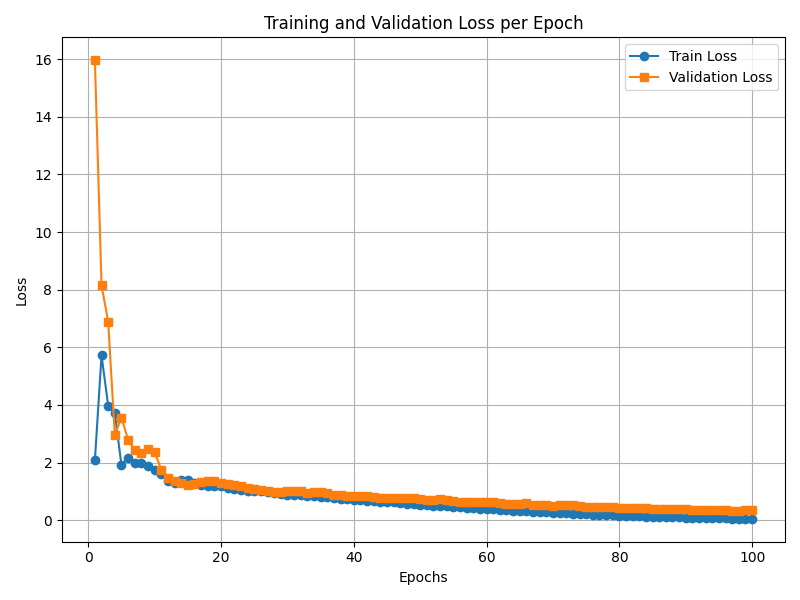 Training and Validation Loss per Epoch
Train Loss
Validation Loss
16
14
12
10
8
6
4
2
0
Loss
0 20 40 60 80 100
Epochs